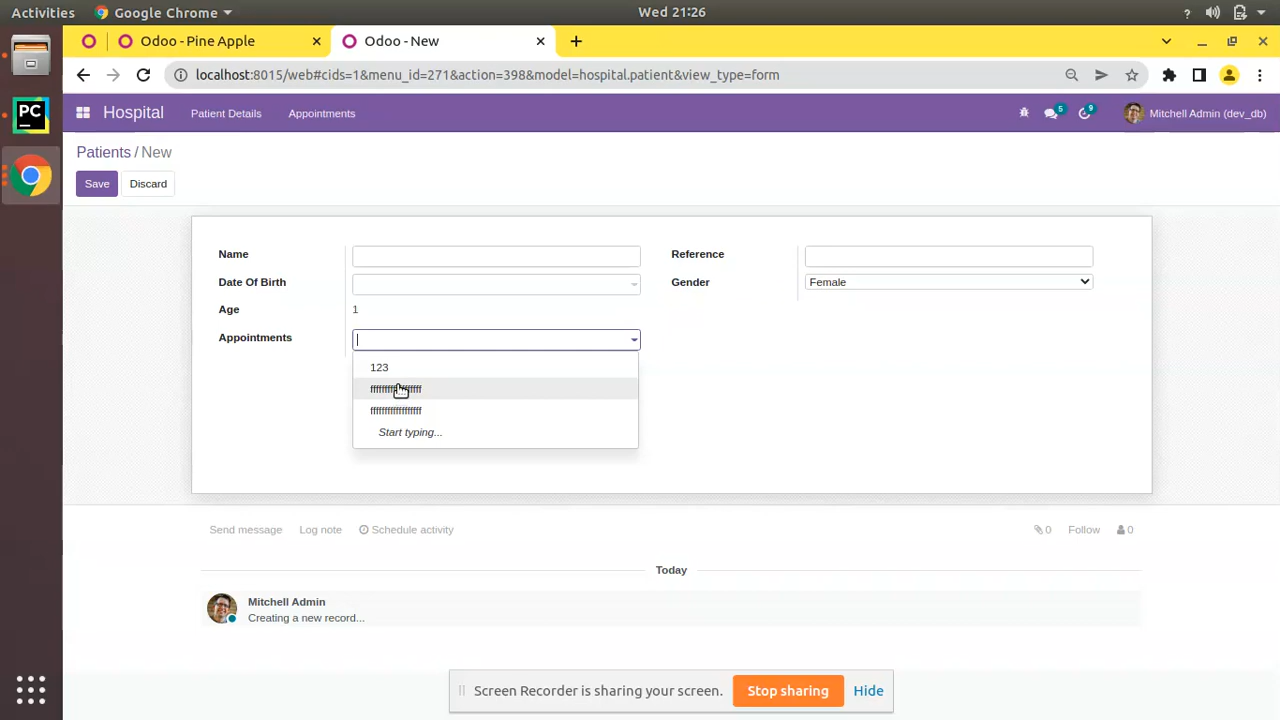 Activities Google Chrome Wed 21:26 ?
Odoo - Pine Apple Odoo - New
localhost:8015/web#cids=1&menu_id=271&action=398&model=hospital.patient&view_type=form
PC
Hospital Patient Details Appointments 5 9 Mitchell Admin (dev_db)
Patients / New
Save Discard
Name Reference
Date Of Birth Gender Female
Age 1
Appointments
123
Start typing...
Send message Log note Schedule activity 0 Follow 0
Today
Mitchell Admin
Creating a new record...
Screen Recorder is sharing your screen. Stop sharing Hide